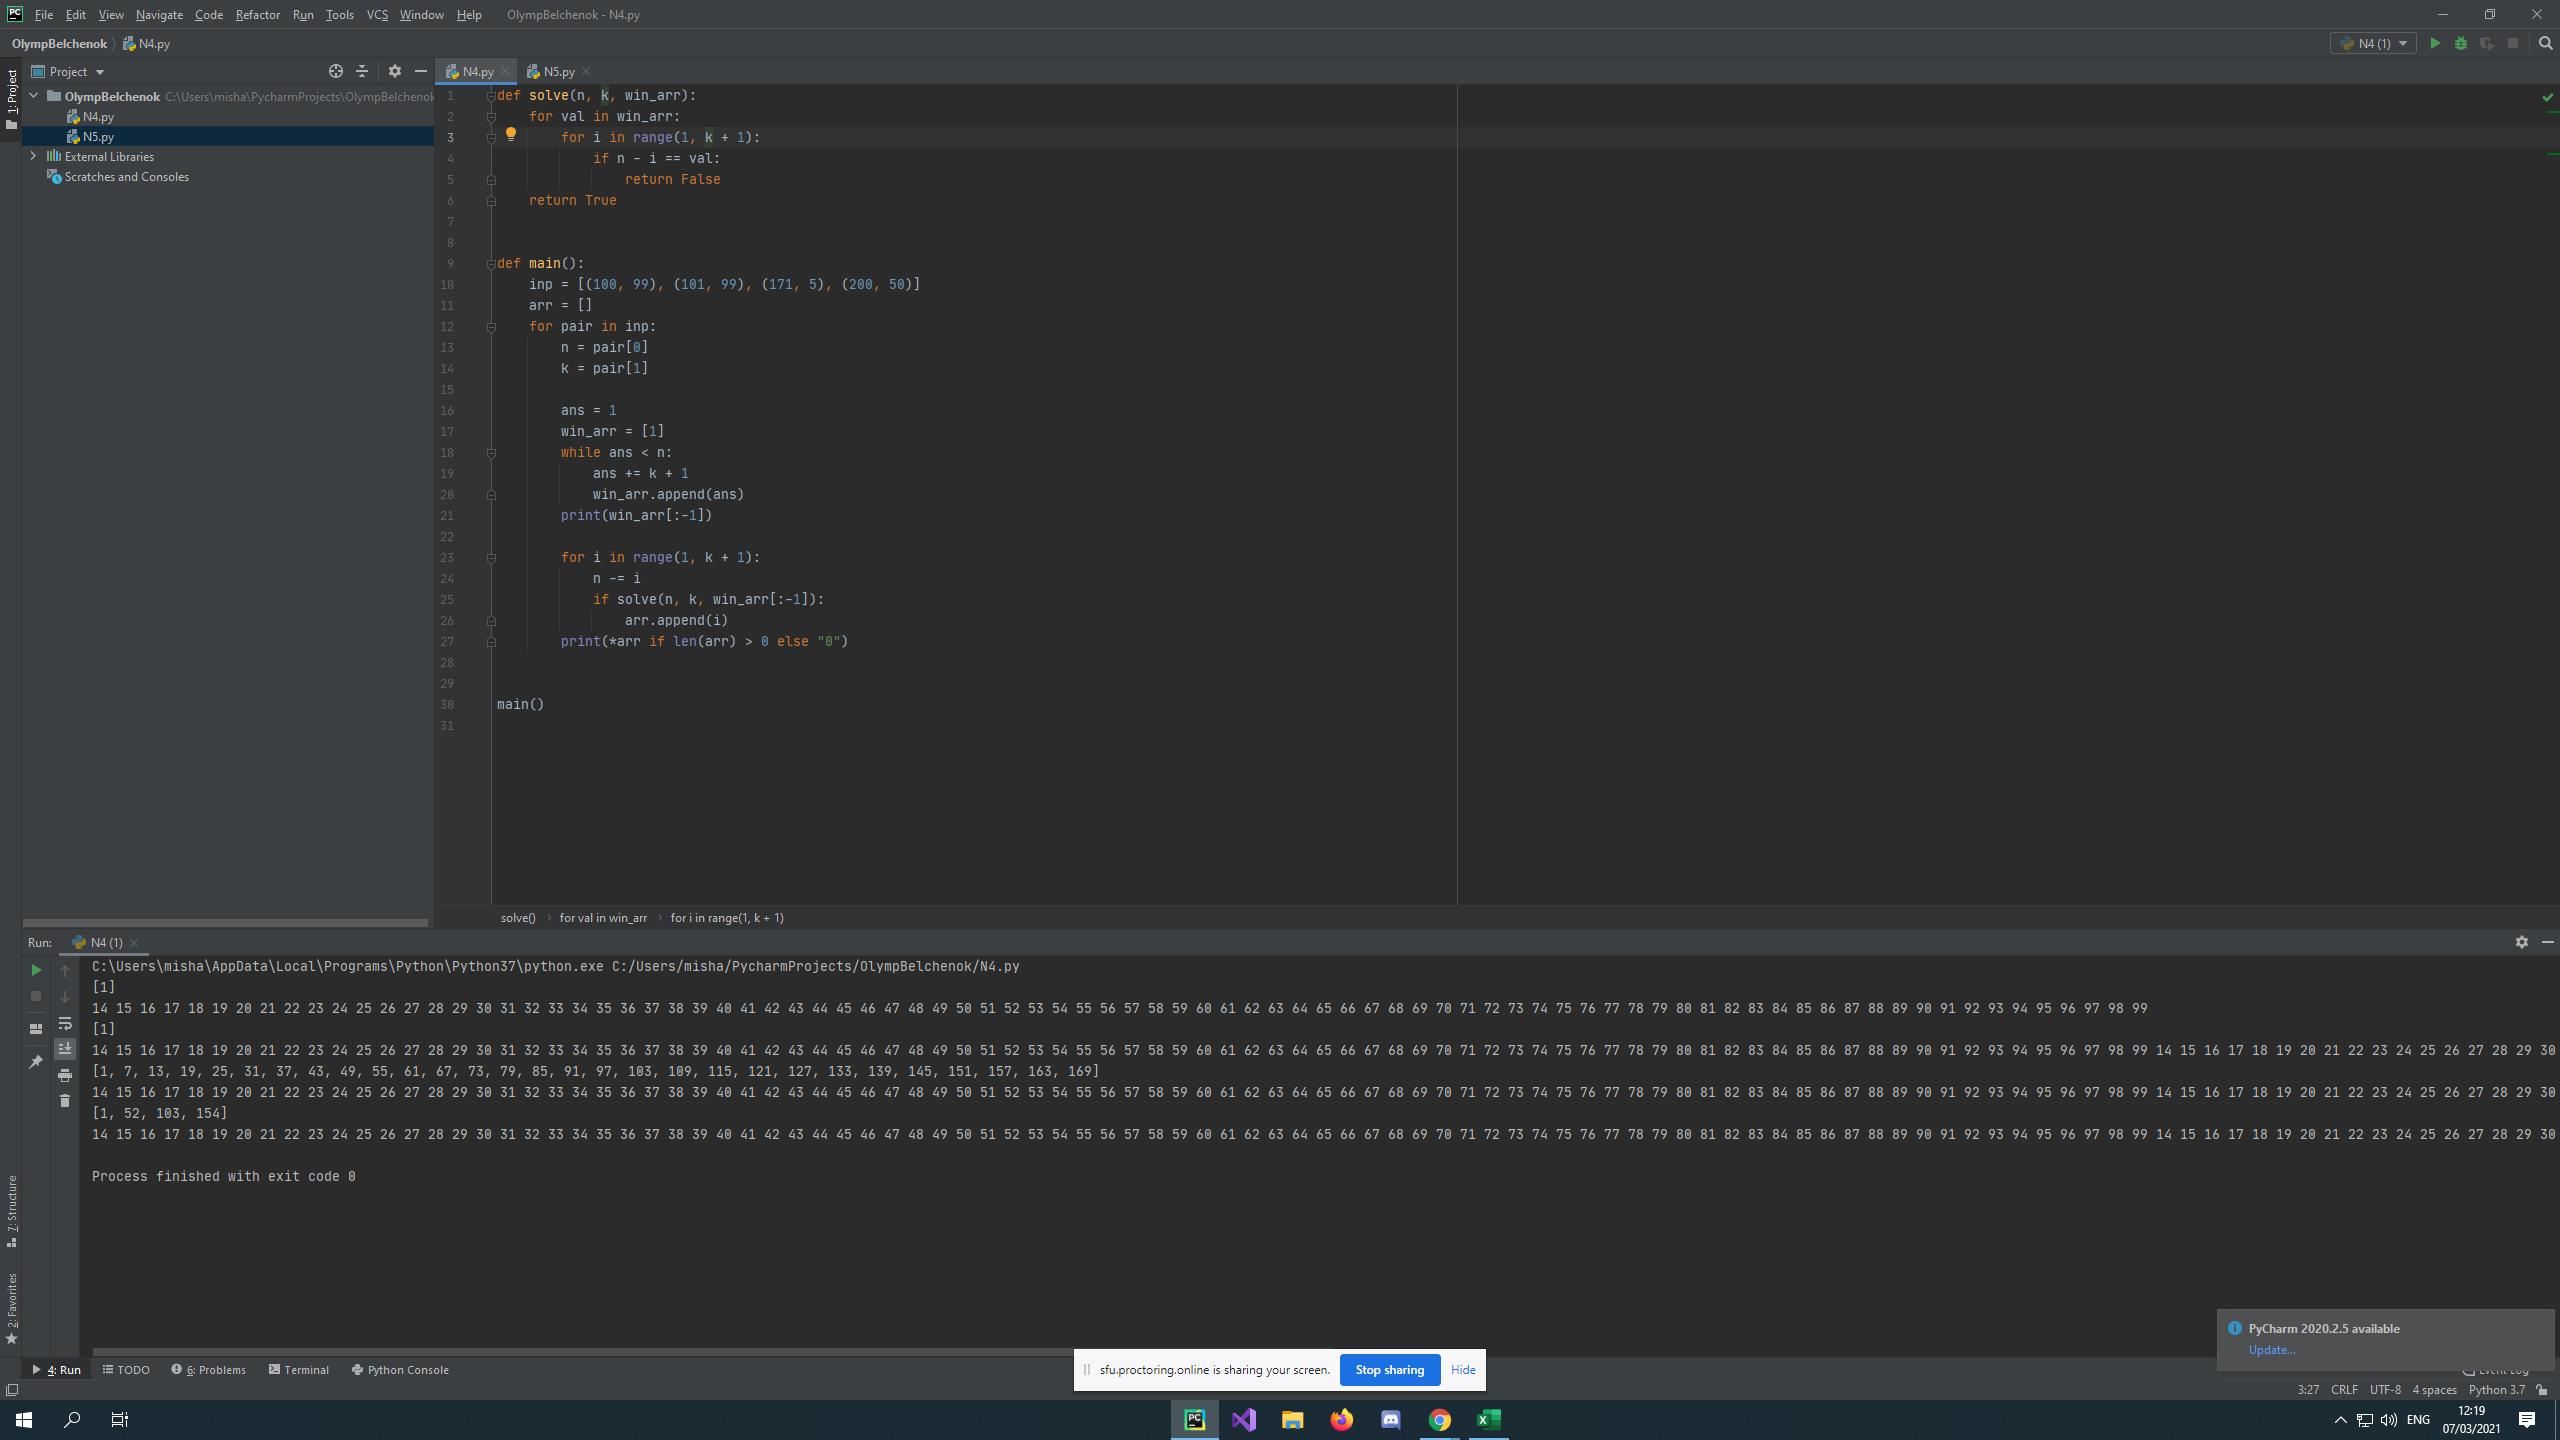 File Edit View Navigate Code Refactor Run Tools VCS Window Help OlympBelchenok - N4.py
OlympBelchenok N4.py N4 (1)
1: Project
Project
N4.py N5.py
OlympBelchenok C:\Users\misha\PycharmProjects\OlympBelchenok
N4.py
N5.py
External Libraries
Scratches and Consoles
1 def solve(n, k, win_arr):
2 for val in win_arr:
3 for i in range(1, k + 1):
4 if n - i == val:
5 return False
6 return True
7
8
9 def main():
10 inp = [(100, 99), (101, 99), (171, 5), (200, 50)]
11 arr = []
12 for pair in inp:
13 n = pair[0]
14 k = pair[1]
15
16 ans = 1
17 win_arr = [1]
18 while ans < n:
19 ans += k + 1
20 win_arr.append(ans)
21 print(win_arr[:-1])
22
23 for i in range(1, k + 1):
24 n -= i
25 if solve(n, k, win_arr[:-1]):
26 arr.append(i)
27 print(*arr if len(arr) > 0 else "0")
28
29
30 main()
31
solve() for val in win_arr for i in range(1, k + 1)
Run: N4 (1)
C:\Users\misha\AppData\Local\Programs\Python\Python37\python.exe C:/Users/misha/PycharmProjects/OlympBelchenok/N4.py
[1]
14 15 16 17 18 19 20 21 22 23 24 25 26 27 28 29 30 31 32 33 34 35 36 37 38 39 40 41 42 43 44 45 46 47 48 49 50 51 52 53 54 55 56 57 58 59 60 61 62 63 64 65 66 67 68 69 70 71 72 73 74 75 76 77 78 79 80 81 82 83 84 85 86 87 88 89 90 91 92 93 94 95 96 97 98 99
[1]
14 15 16 17 18 19 20 21 22 23 24 25 26 27 28 29 30 31 32 33 34 35 36 37 38 39 40 41 42 43 44 45 46 47 48 49 50 51 52 53 54 55 56 57 58 59 60 61 62 63 64 65 66 67 68 69 70 71 72 73 74 75 76 77 78 79 80 81 82 83 84 85 86 87 88 89 90 91 92 93 94 95 96 97 98 99 14 15 16 17 18 19 20 21 22 23 24 25 26 27 28 29 30
[1, 7, 13, 19, 25, 31, 37, 43, 49, 55, 61, 67, 73, 79, 85, 91, 97, 103, 109, 115, 121, 127, 133, 139, 145, 151, 157, 163, 169]
14 15 16 17 18 19 20 21 22 23 24 25 26 27 28 29 30 31 32 33 34 35 36 37 38 39 40 41 42 43 44 45 46 47 48 49 50 51 52 53 54 55 56 57 58 59 60 61 62 63 64 65 66 67 68 69 70 71 72 73 74 75 76 77 78 79 80 81 82 83 84 85 86 87 88 89 90 91 92 93 94 95 96 97 98 99 14 15 16 17 18 19 20 21 22 23 24 25 26 27 28 29 30
[1, 52, 103, 154]
14 15 16 17 18 19 20 21 22 23 24 25 26 27 28 29 30 31 32 33 34 35 36 37 38 39 40 41 42 43 44 45 46 47 48 49 50 51 52 53 54 55 56 57 58 59 60 61 62 63 64 65 66 67 68 69 70 71 72 73 74 75 76 77 78 79 80 81 82 83 84 85 86 87 88 89 90 91 92 93 94 95 96 97 98 99 14 15 16 17 18 19 20 21 22 23 24 25 26 27 28 29 30
Process finished with exit code 0
7: Structure
2: Favorites
PyCharm 2020.2.5 available
Update...
4: Run TODO 6: Problems Terminal Python Console
Event Log
sfu.proctoring.online is sharing your screen. Stop sharing Hide
3:27 CRLF UTF-8 4 spaces Python 3.7
ENG
12:19
07/03/2021